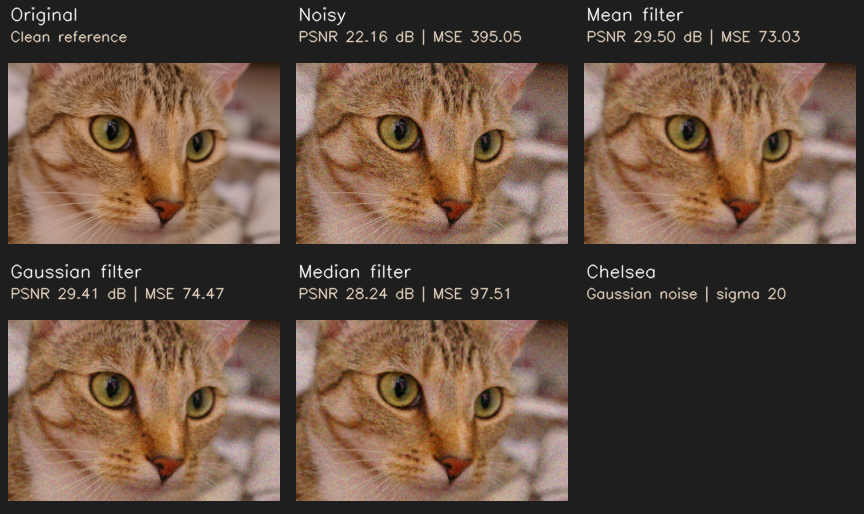 Original
Clean reference
Noisy
PSNR 22.16 dB | MSE 395.05
Mean filter
PSNR 29.50 dB | MSE 73.03
Gaussian filter
PSNR 29.41 dB | MSE 74.47
Median filter
PSNR 28.24 dB | MSE 97.51
Chelsea
Gaussian noise | sigma 20